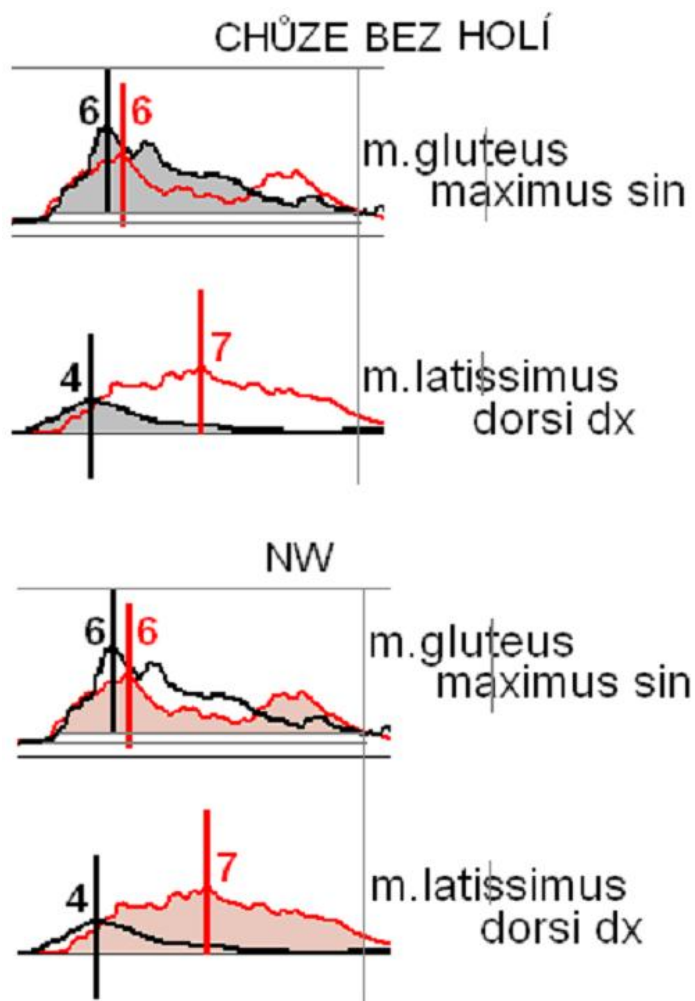 CHŮZE BEZ HOLÍ
6 6
m.gluteus
maximus sin
7
4
m.latissimus
dorsi dx
NW
6 6
m.gluteus
maximus sin
7
4
m.latissimus
dorsi dx